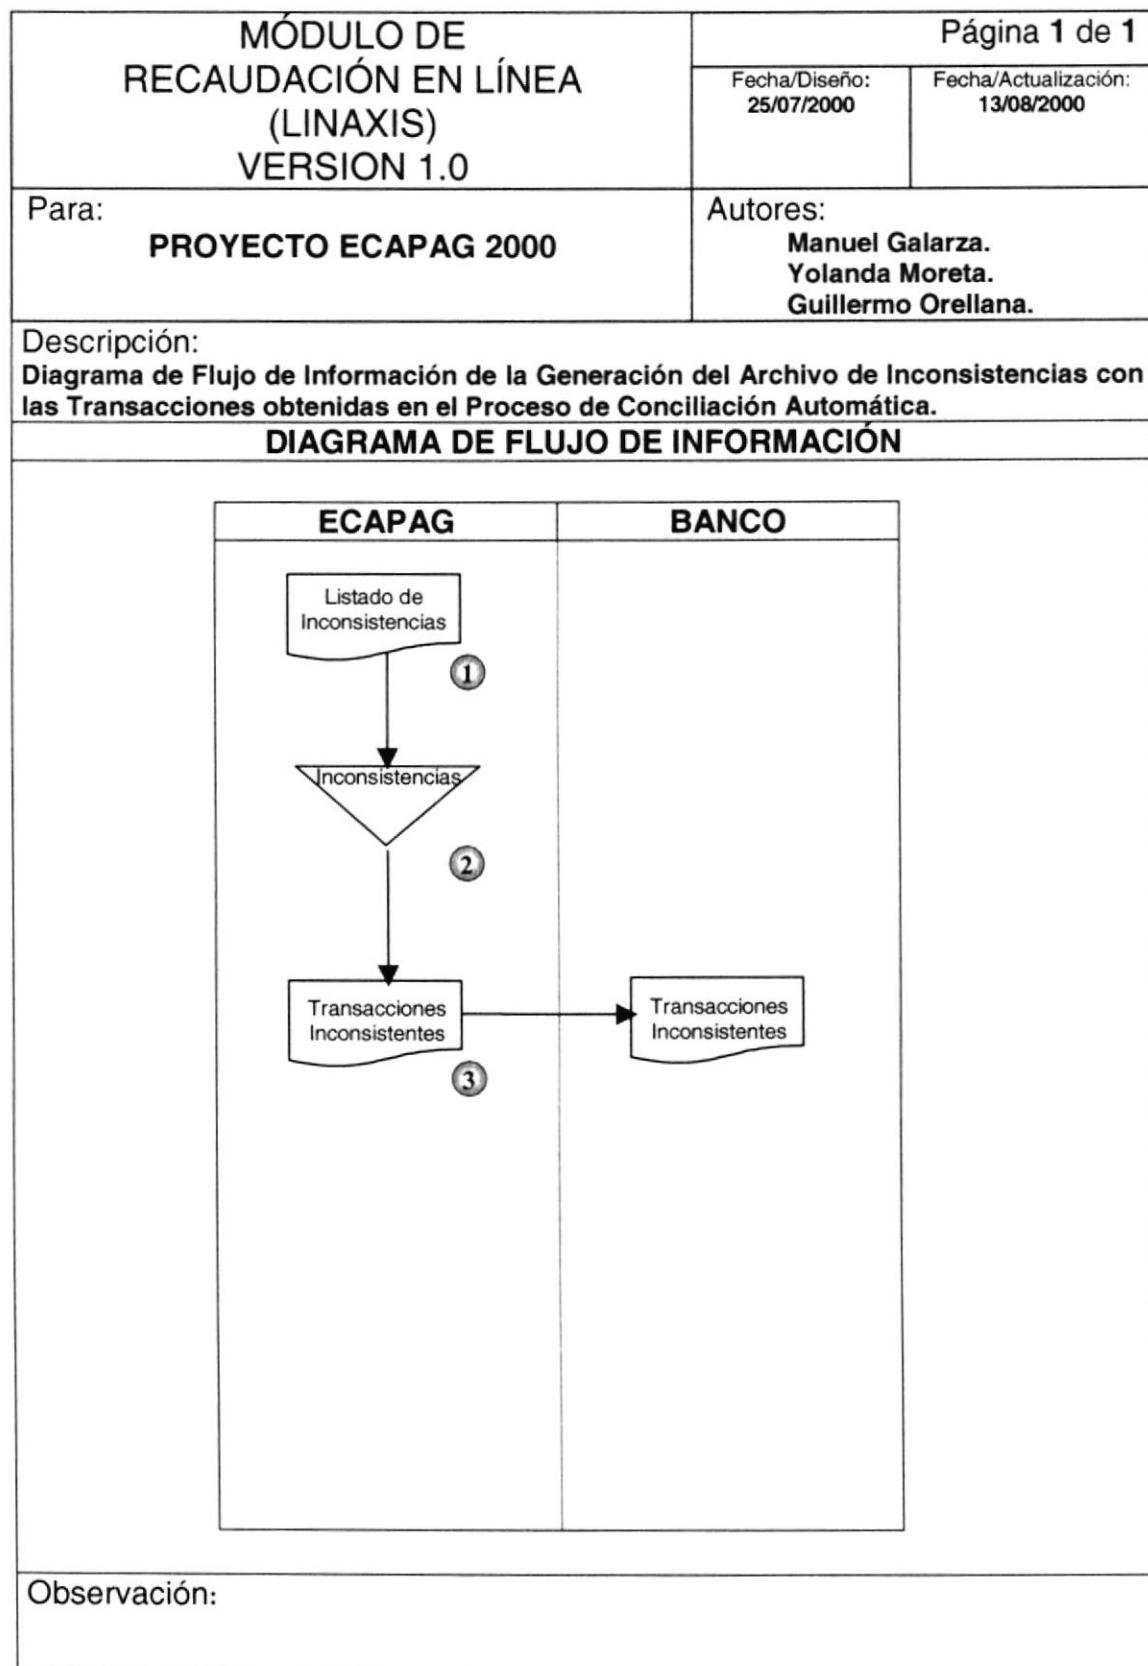 MÓDULO DE
RECAUDACIÓN EN LÍNEA
(LINAXIS)
VERSION 1.0
Página 1 de 1
Fecha/Diseño:
25/07/2000
Fecha/Actualización:
13/08/2000
Para:
PROYECTO ECAPAG 2000
Autores:
Manuel Galarza.
Yolanda Moreta.
Guillermo Orellana.
Descripción:
Diagrama de Flujo de Información de la Generación del Archivo de Inconsistencias con
las Transacciones obtenidas en el Proceso de Conciliación Automática.
DIAGRAMA DE FLUJO DE INFORMACIÓN
ECAPAG
BANCO
Listado de
Inconsistencias
1
Inconsistencias
2
Transacciones
Inconsistentes
3
Transacciones
Inconsistentes
Observación: